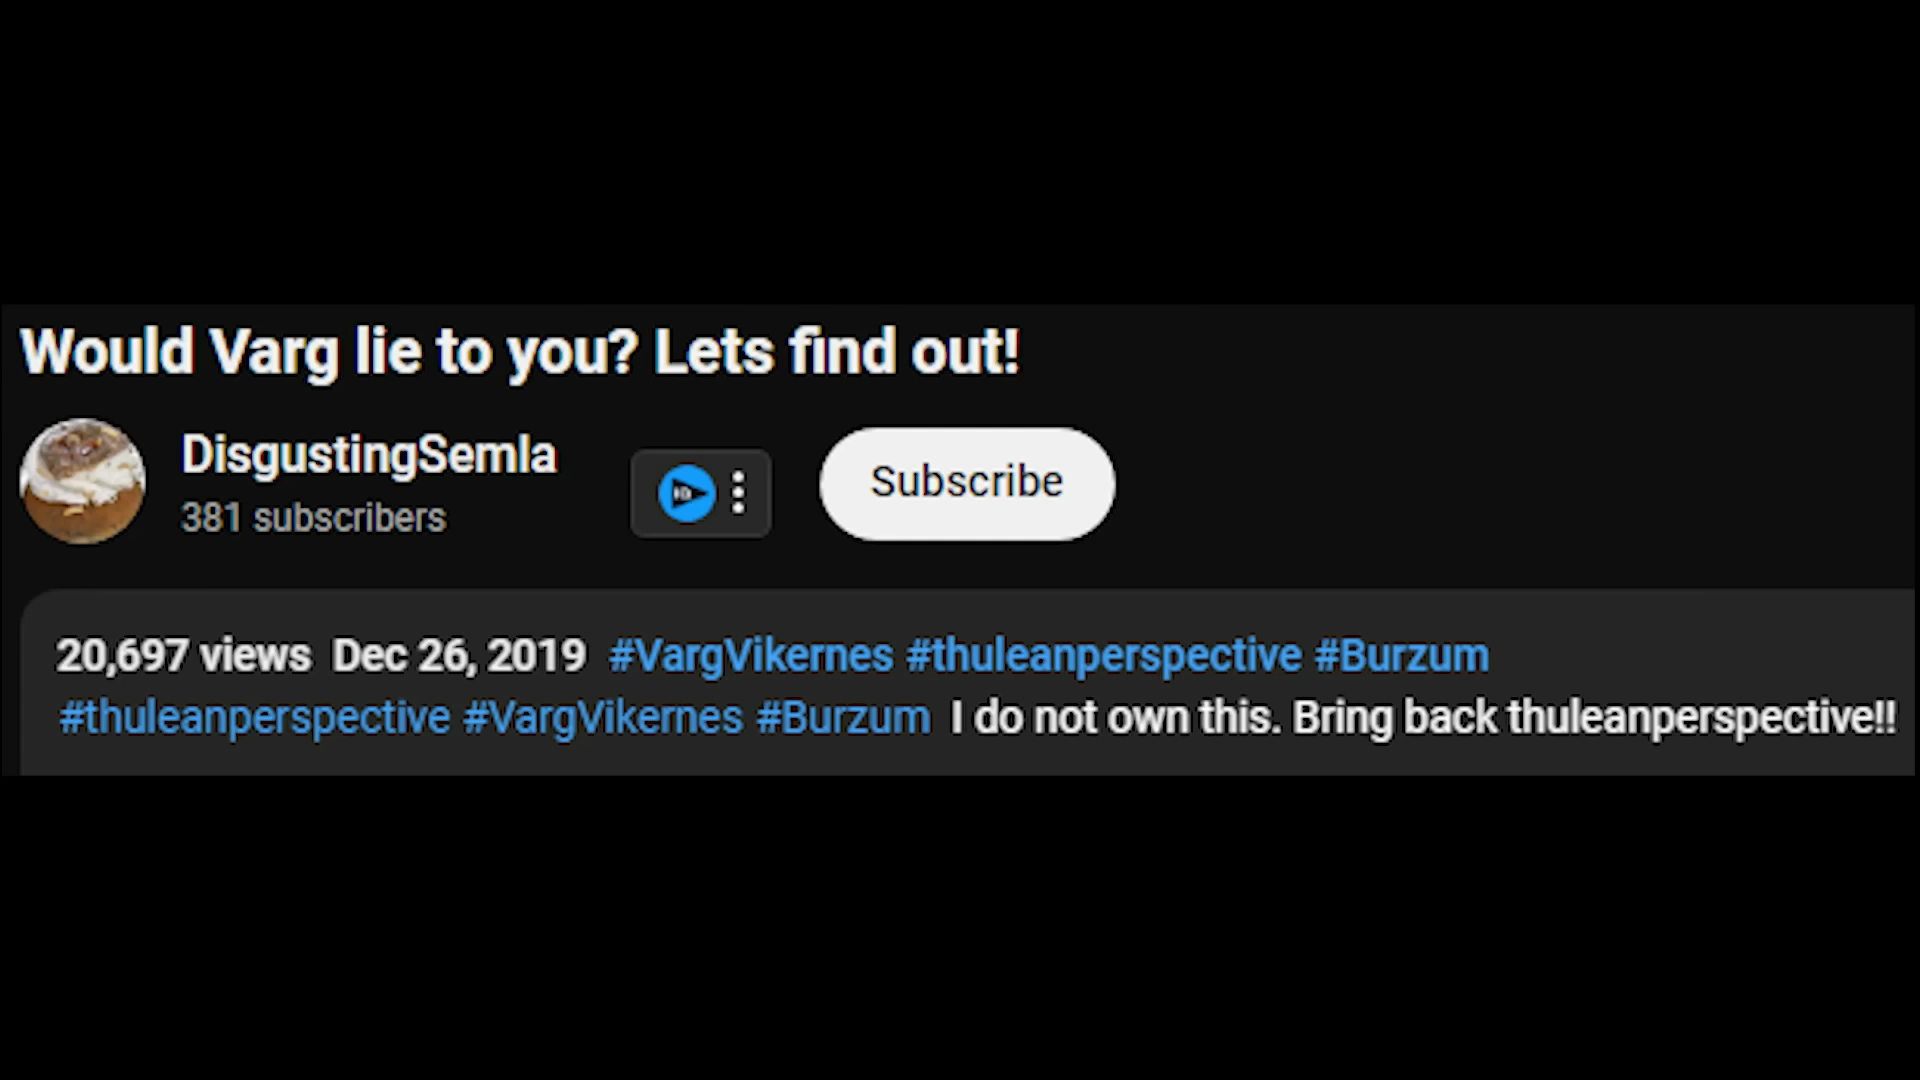 Would Varg lie to you? Lets find out!
DisgustingSemla
381 subscribers
HD
Subscribe
20,697 views Dec 26, 2019 #VargVikernes #thuleanperspective #Burzum
#thuleanperspective #VargVikernes #Burzum I do not own this. Bring back thuleanperspective!!